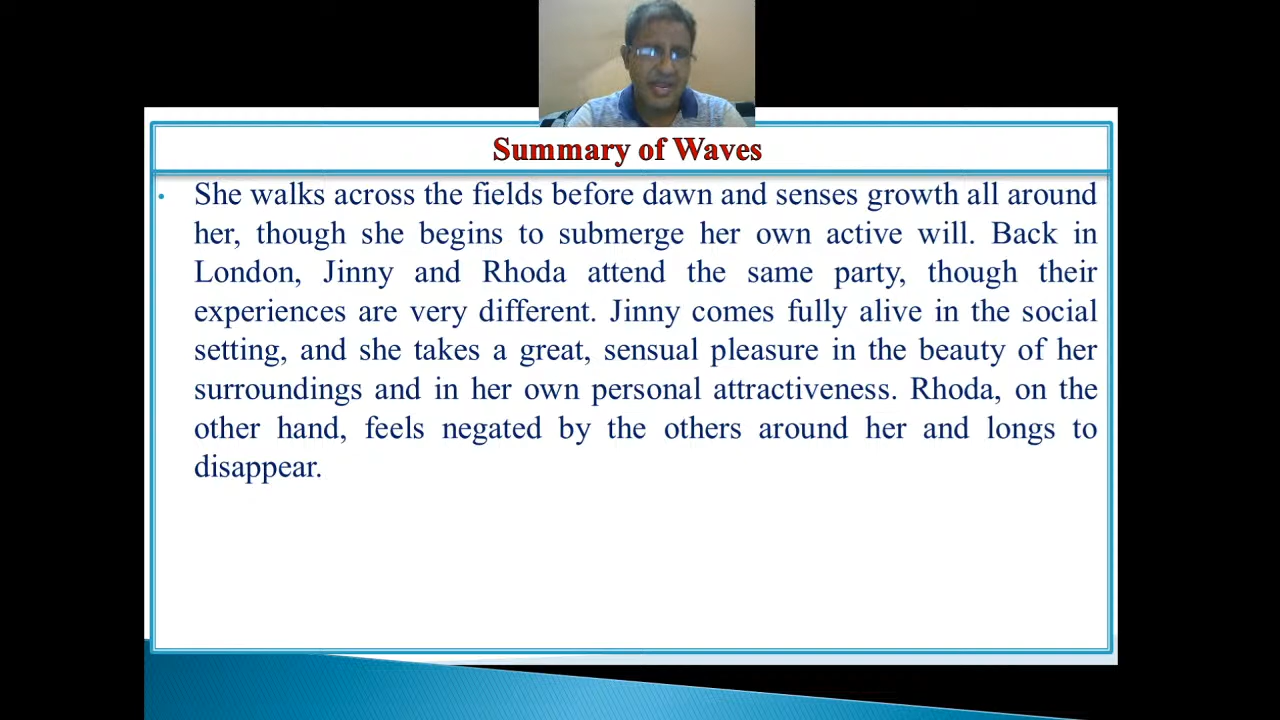 Summary of Waves
• She walks across the fields before dawn and senses growth all around
her, though she begins to submerge her own active will. Back in
London, Jinny and Rhoda attend the same party, though their
experiences are very different. Jinny comes fully alive in the social
setting, and she takes a great, sensual pleasure in the beauty of her
surroundings and in her own personal attractiveness. Rhoda, on the
other hand, feels negated by the others around her and longs to
disappear.